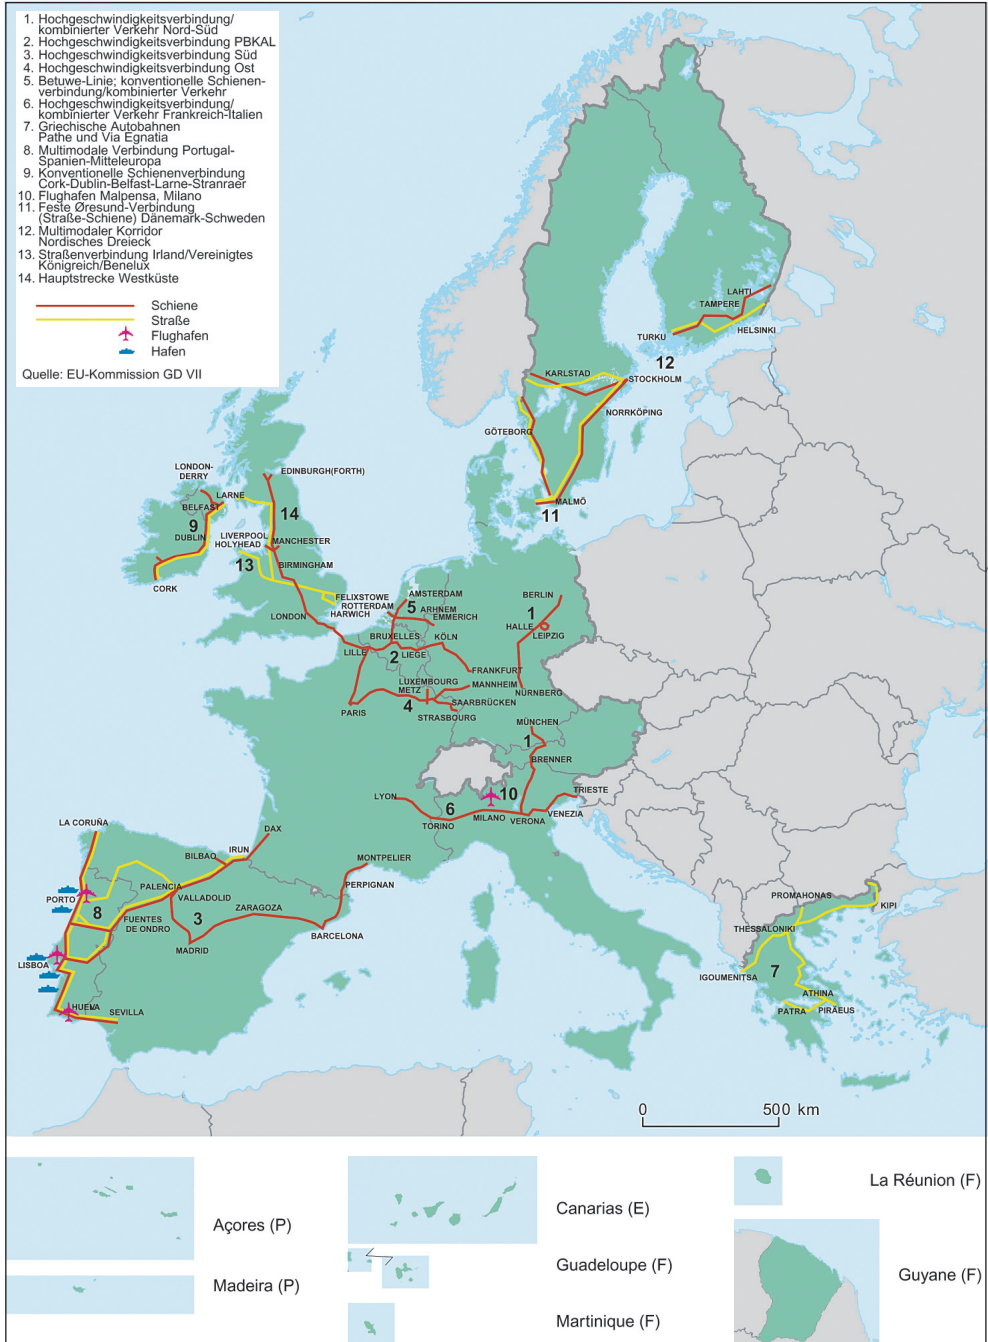 1. Hochgeschwindigkeitsverbindung/
kombinierter Verkehr Nord-Süd
2 Hochgeschwindigkeitsverbindung PBKAL
3 Hochgeschwindigkeitsverbindung Süd
4 Hochgeschwindigkeitsverbindung Ost
5 Betuwe-Linie; konventionelle Schienen-
verbindung/kombinierter Verkehr
6 Hochgeschwindigkeitsverbindung/
kombinierter Verkehr Frankreich-Italien
7 Griechische Autobahnen
Pathe und Via Egnatia
8 Multimodale Verbindung Portugal-
Spanien-Mitteleuropa
9 Konventionelle Schienenverbindung
Cork-Dublin-Belfast-Larne-Stranraer
10. Flughafen Malpensa, Milano
11. Feste Øresund-Verbindung
(Straße-Schiene) Dänemark-Schweden
12. Multimodaler Korridor
Nordisches Dreieck
13. Straßenverbindung Irland/Vereinigtes
Königreich/Benelux
14. Hauptstrecke Westküste
Schiene
Straße
Flughafen
Hafen
Quelle: EU-Kommission GD VII
LAHTI
TAMPERE
HELSINKI
TURKU
12
KARLSTAD
STOCKHOLM
NORRKÖPING
GÖTEBORG
MALMÖ
11
LONDON-
DERRY
EDINBURGH(FORTH)
LARNE
BELFAST
14
9
DUBLIN
LIVERPOOL
HOLYHEAD
MANCHESTER
13
BIRMINGHAM
CORK
LONDON
FELIXSTOWE
ROTTERDAM
HARWICH
AMSTERDAM
5
ARHNEM
EMMERICH
BERLIN
1
HALLE
LEIPZIG
BRUXELLES
KÖLN
LILLE
2
LIEGE
FRANKFURT
LUXEMBOURG
MANNHEIM
METZ
NÜRNBERG
SAARBRÜCKEN
PARIS
4
STRASBOURG
MÜNCHEN
1
BRENNER
LYON
10
TRIESTE
6
TORINO
MILANO
VERONA
VENEZIA
LA CORUÑA
DAX
BILBAO
IRUN
MONTPELIER
PALENCIA
PERPIGNAN
PORTO
VALLADOLID
8
ZARAGOZA
FUENTES
DE ONDRO
3
BARCELONA
MADRID
LISBOA
HUEVA
SEVILLA
PROMAHONAS
KIPI
THESSALONIKI
IGOUMENITSA
7
ATHINA
PATRA
PIRAEUS
0 500 km
Açores (P)
Madeira (P)
Canarias (E)
Guadeloupe (F)
Martinique (F)
La Réunion (F)
Guyane (F)